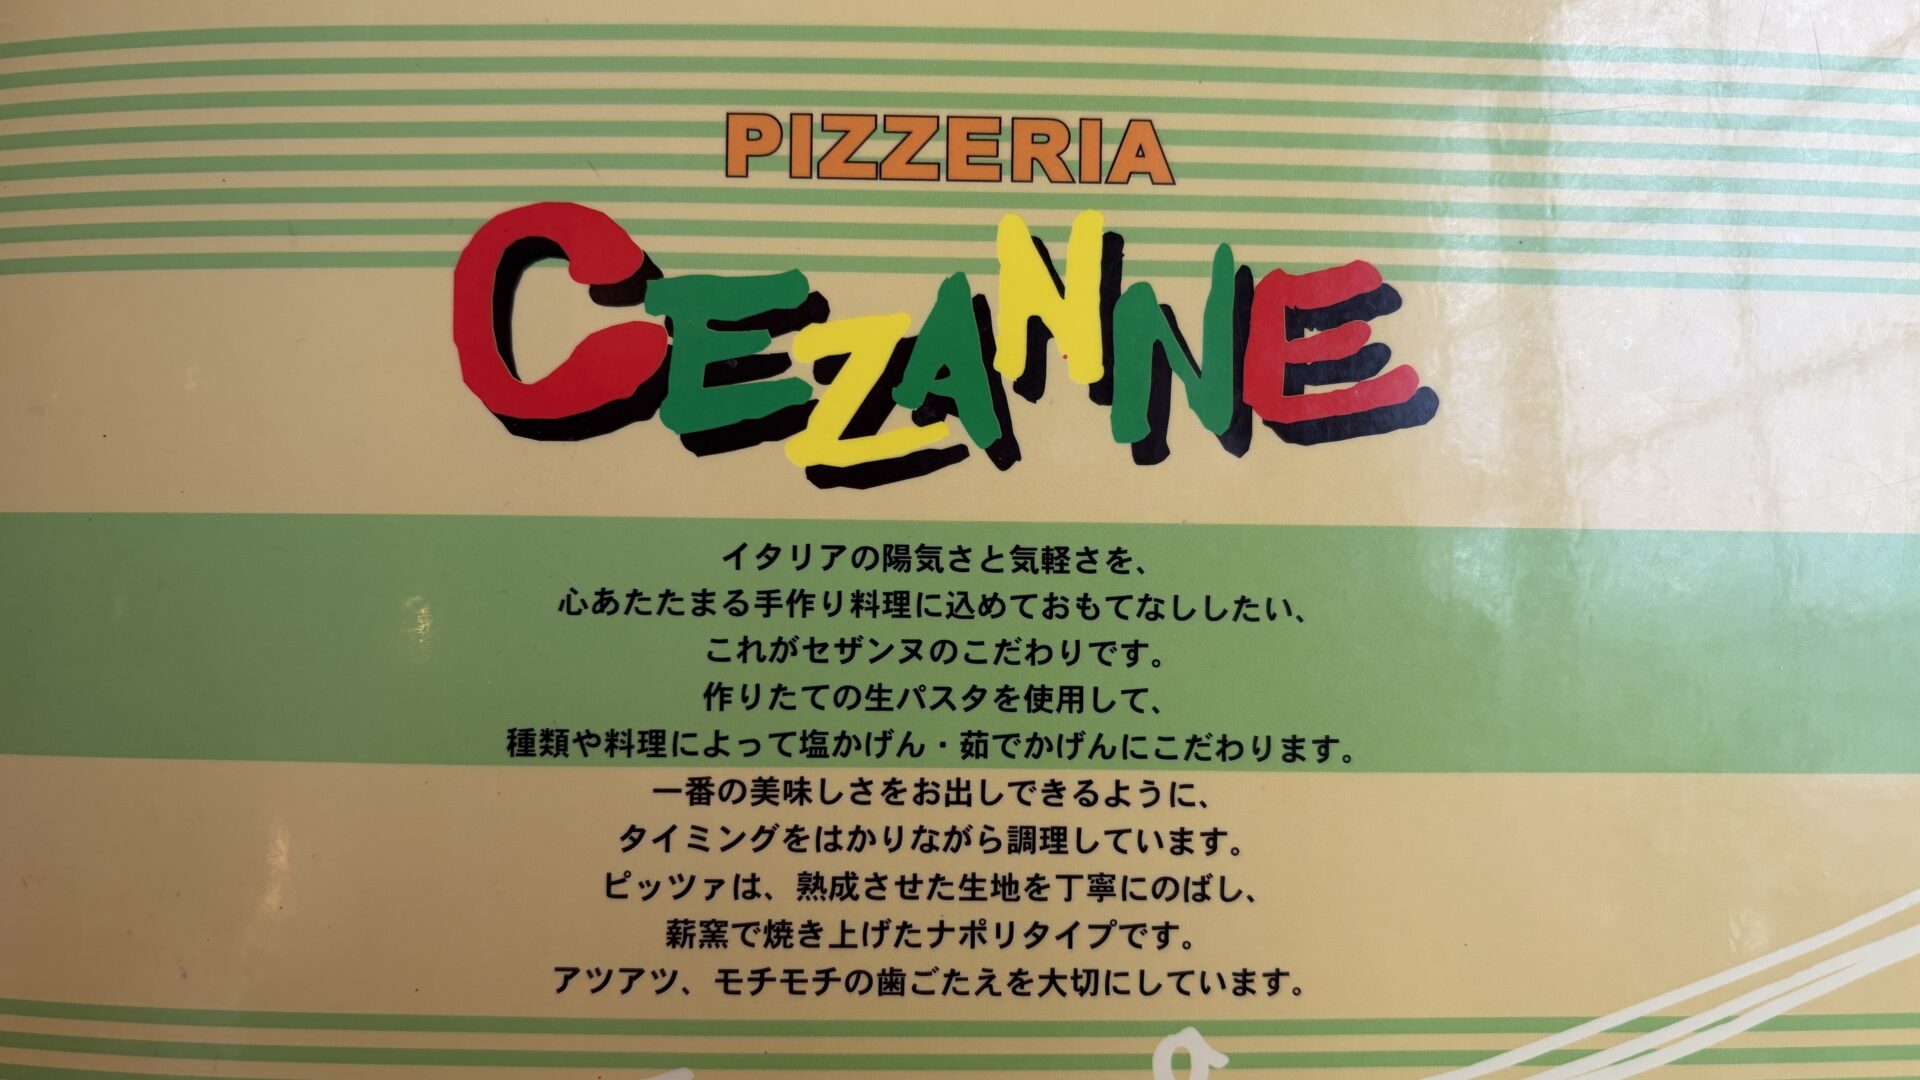 PIZZERIA
CEZANNE
イタリアの陽気さと気軽さを、
心あたたまる手作り料理に込めておもてなししたい、
これがセザンヌのこだわりです。
作りたての生パスタを使用して、
種類や料理によって塩かげん・茹でかげんにこだわります。
一番の美味しさをお出しできるように、
タイミングをはかりながら調理しています。
ピッツァは、熟成させた生地を丁寧にのばし、
薪窯で焼き上げたナポリタイプです。
アツアツ、モチモチの歯ごたえを大切にしています。